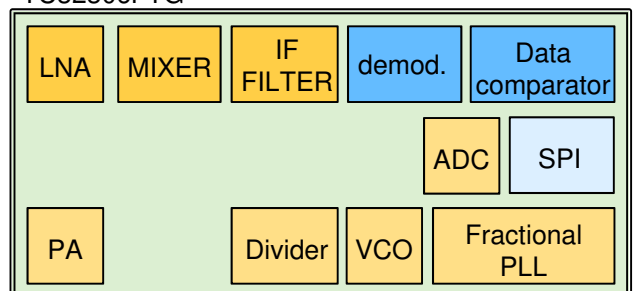 LNA
MIXER
IF
FILTER
demod.
Data
comparator
ADC
SPI
PA
Divider
VCO
Fractional
PLL